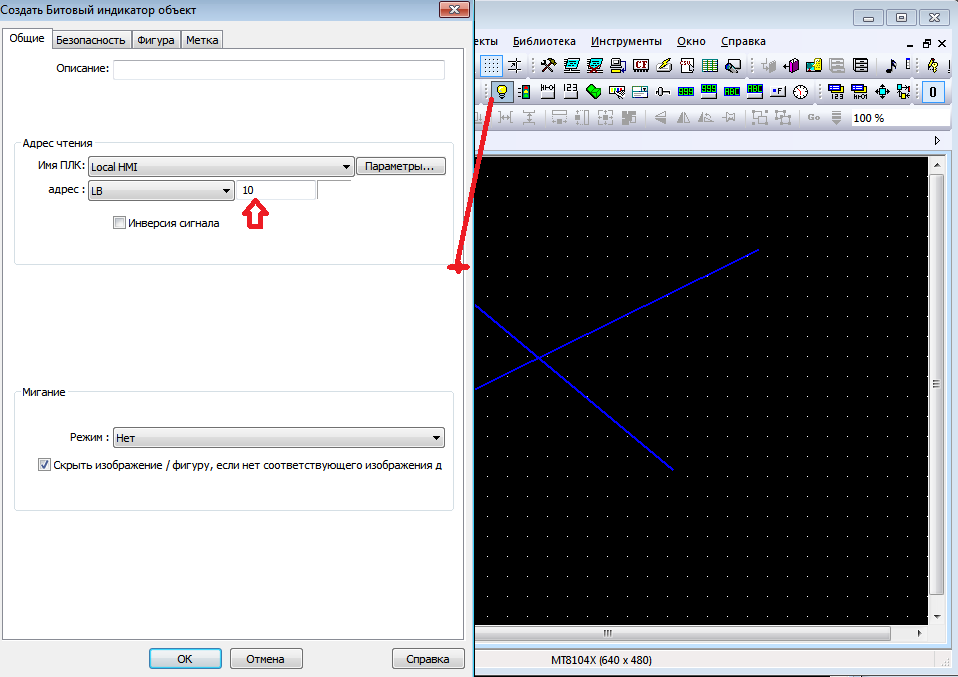 Создать Битовый индикатор объект
Общие Безопасность Фигура Метка
Описание:
Адрес чтения
Имя ПЛК: Local HMI Параметры...
адрес : LB 10
Инверсия сигнала
Мигание
Режим : Нет
Скрыть изображение / фигуру, если нет соответствующего изображения д
OK Отмена Справка
екты Библиотека Инструменты Окно Справка
Go 100 %
0
MT8104X (640 x 480)